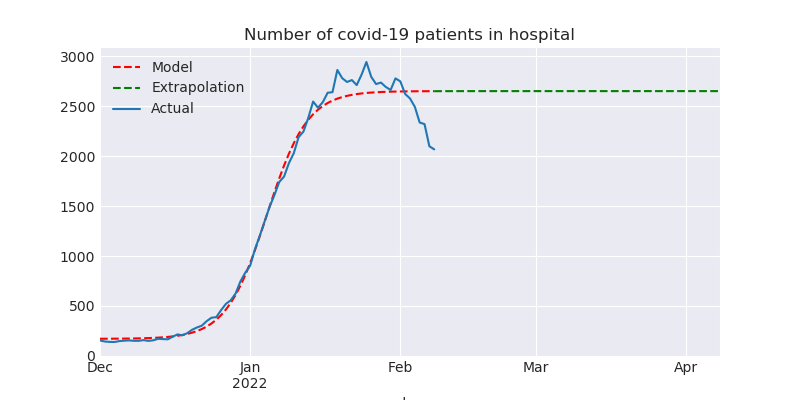 Number of covid-19 patients in hospital
3000
2500
2000
1500
1000
500
0
Model
Extrapolation
Actual
Dec
Jan
2022
Feb
Mar
Apr